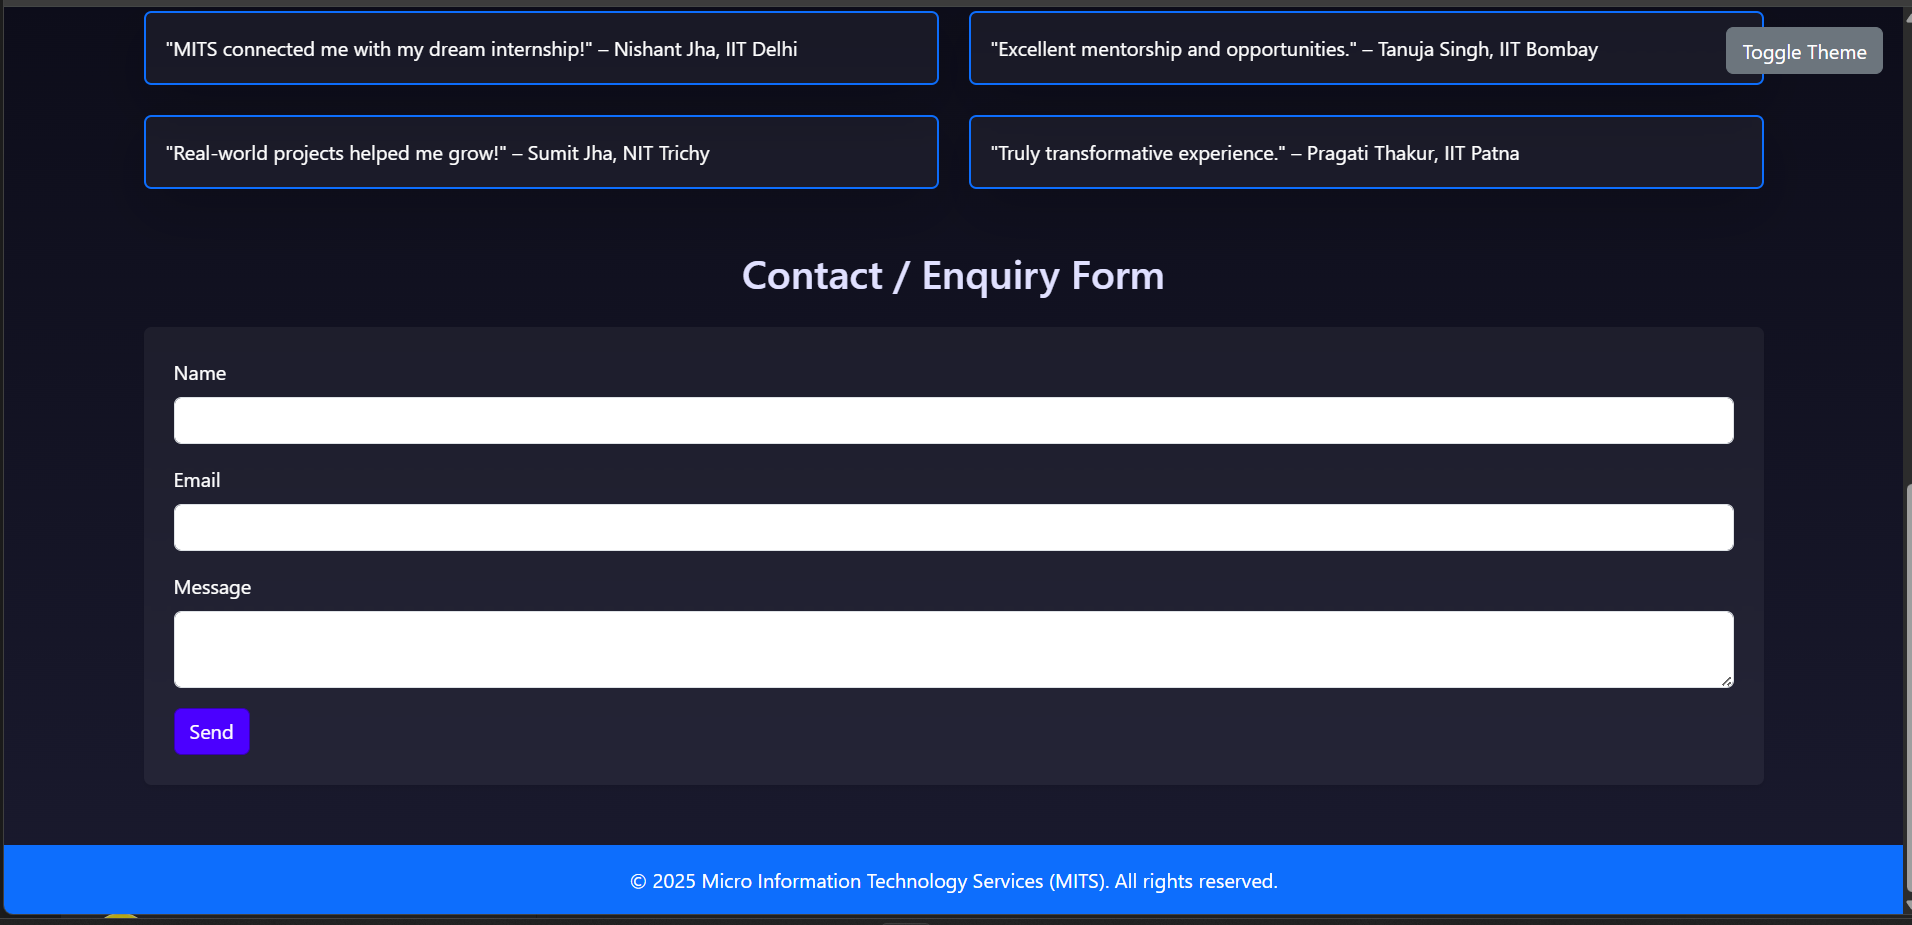 "MITS connected me with my dream internship!" – Nishant Jha, IIT Delhi
"Excellent mentorship and opportunities." – Tanuja Singh, IIT Bombay
Toggle Theme
"Real-world projects helped me grow!" – Sumit Jha, NIT Trichy
"Truly transformative experience." – Pragati Thakur, IIT Patna
Contact / Enquiry Form
Name
Email
Message
Send
© 2025 Micro Information Technology Services (MITS). All rights reserved.